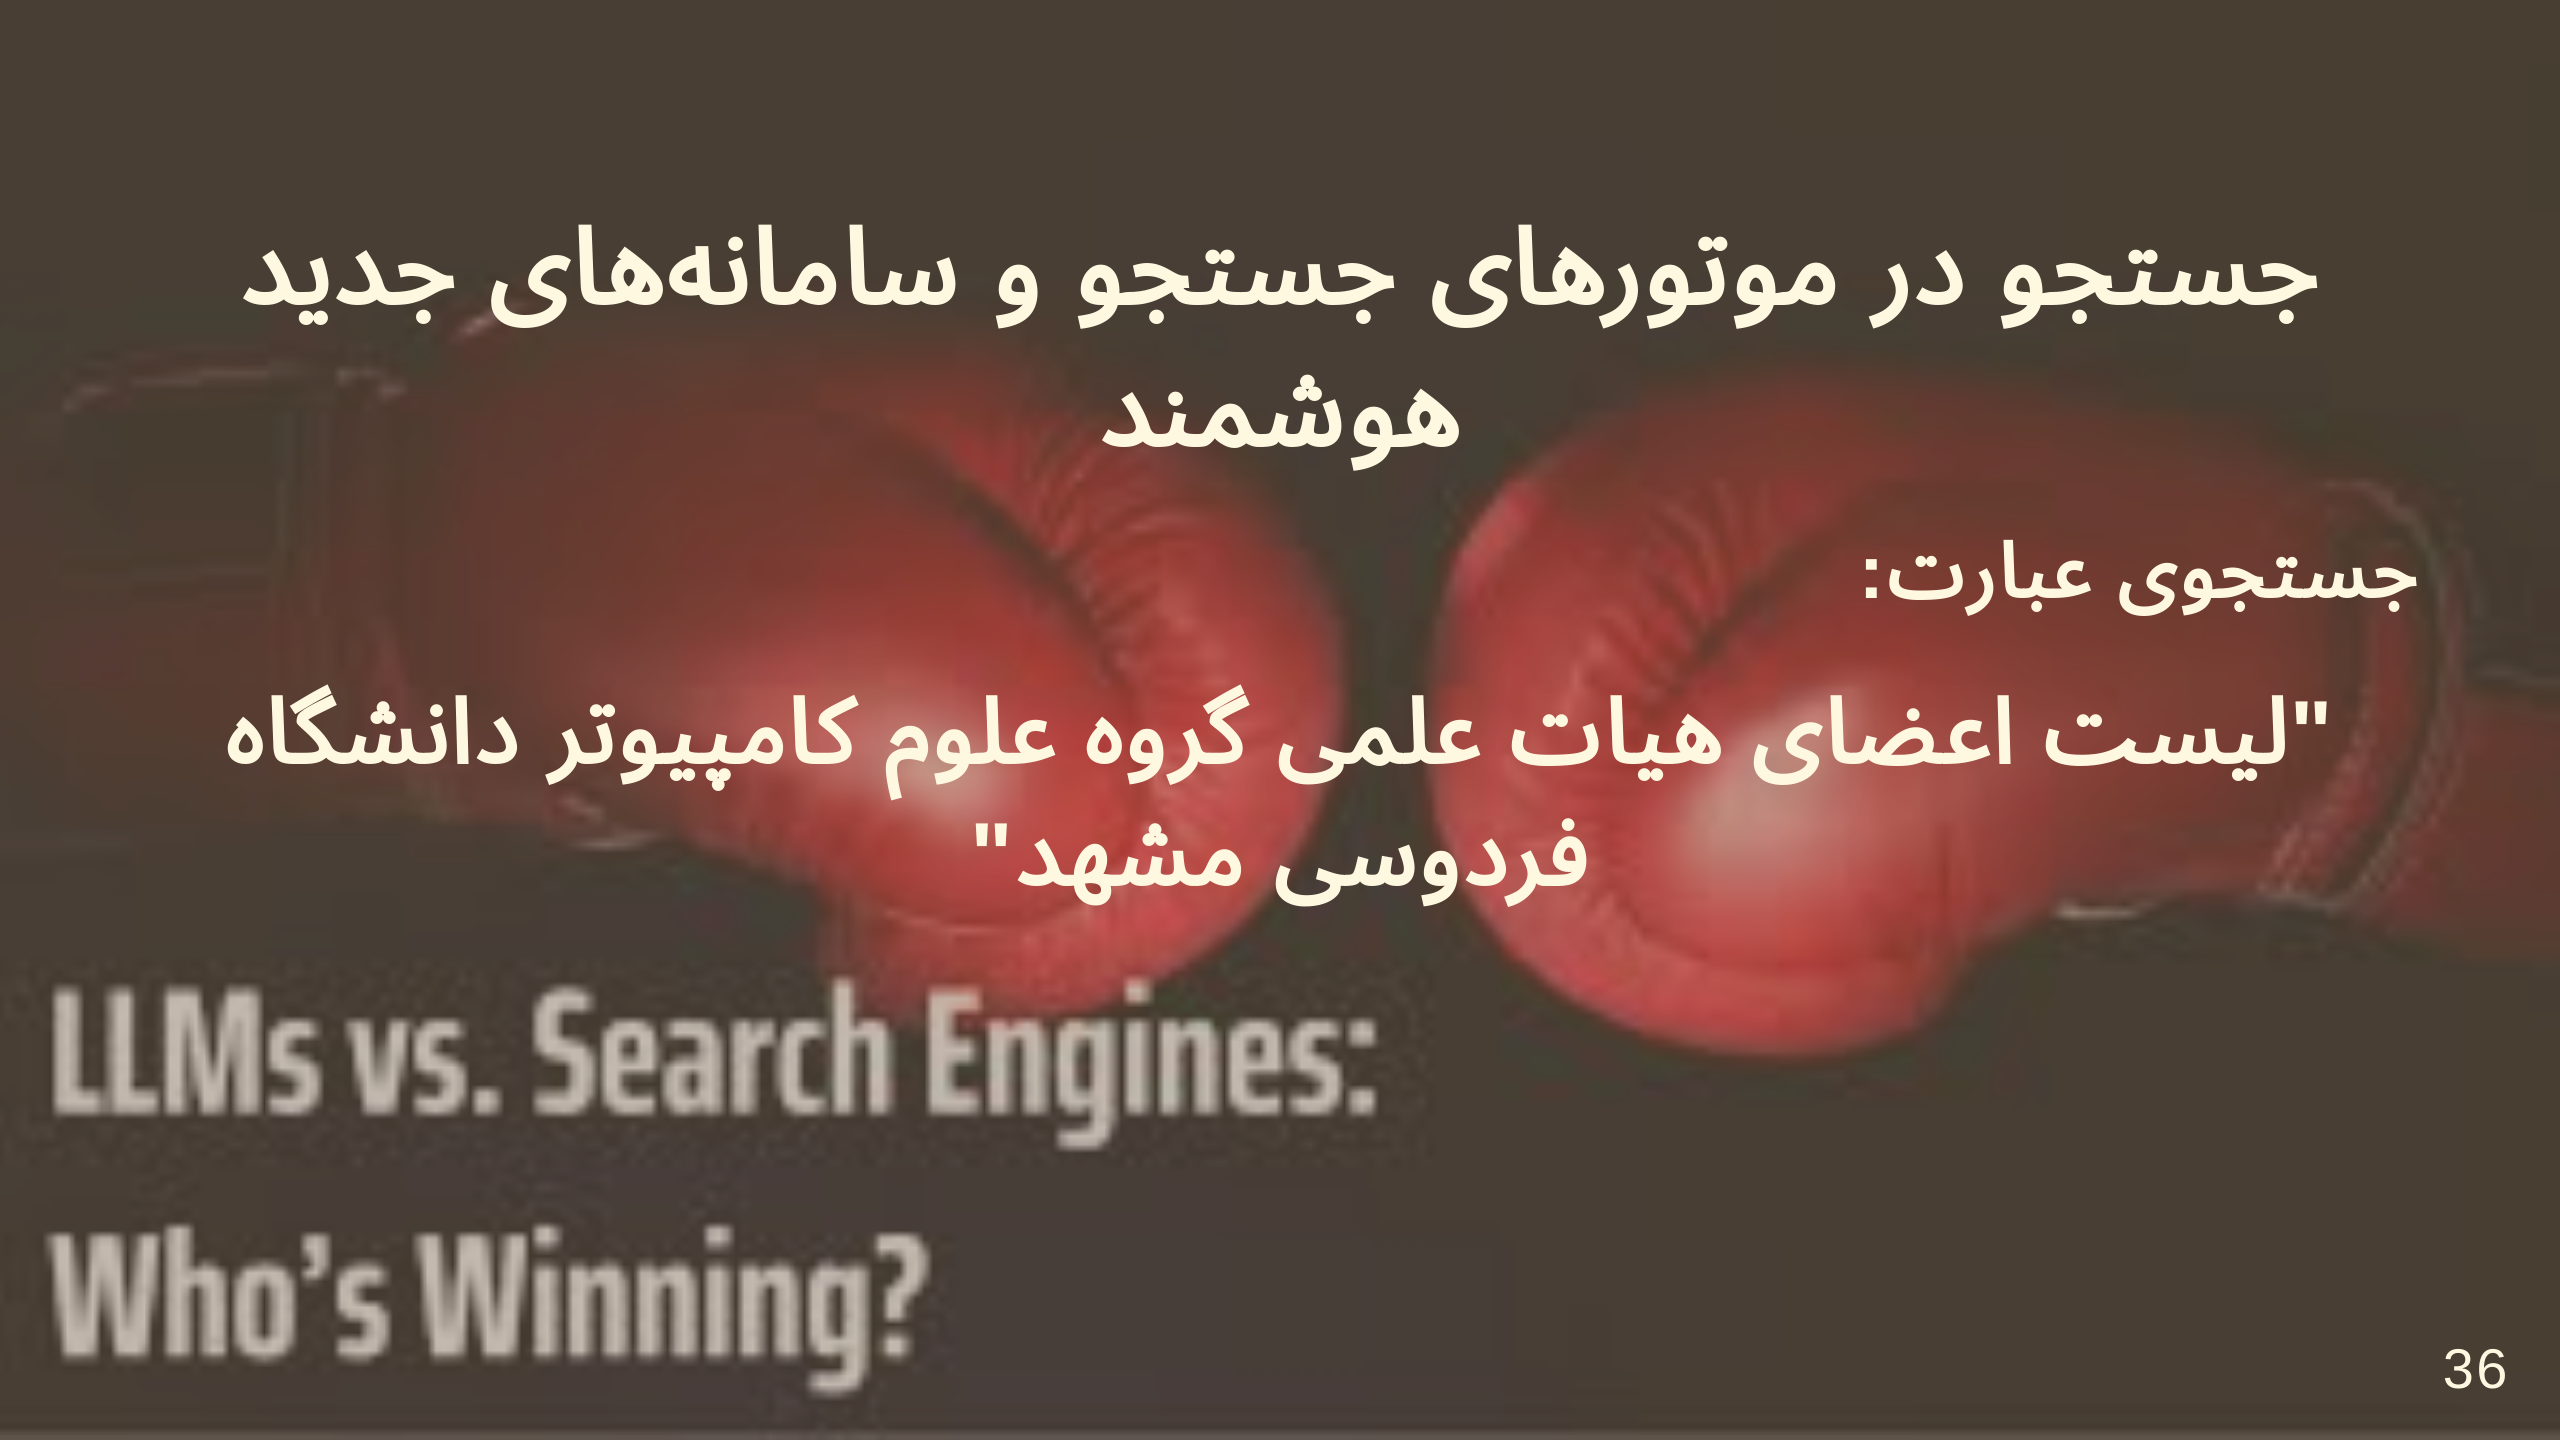 جستجو در موتورهای جستجو و سامانه‌های جدید
هوشمند
جستجوی عبارت:
"لیست اعضای هیات علمی گروه علوم کامپیوتر دانشگاه
فردوسی مشهد"
LLMs vs. Search Engines:
Who’s Winning?
36